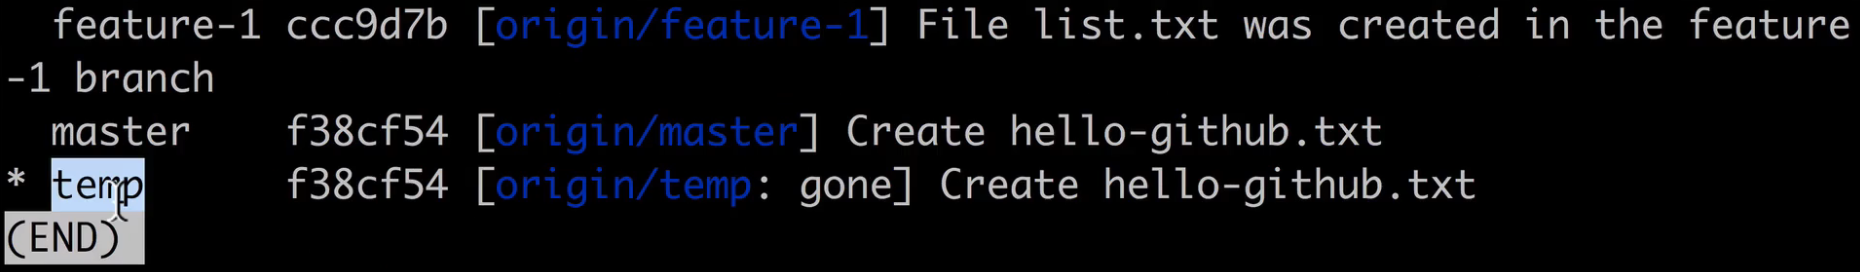 feature-1 ccc9d7b [origin/feature-1] File list.txt was created in the feature
-1 branch
master f38cf54 [origin/master] Create hello-github.txt
* temp f38cf54 [origin/temp: gone] Create hello-github.txt
(END)